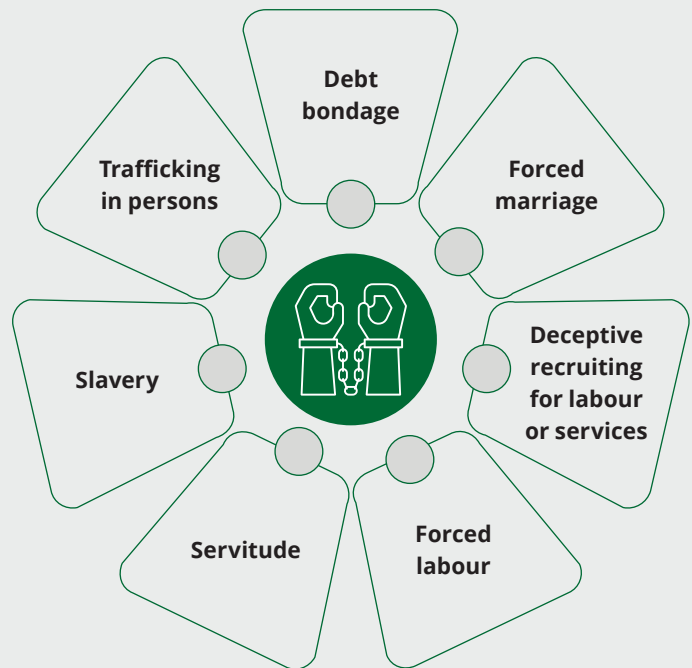 Debt
bondage
Forced
marriage
Deceptive
recruiting
for labour
or services
Forced
labour
Servitude
Slavery
Trafficking
in persons